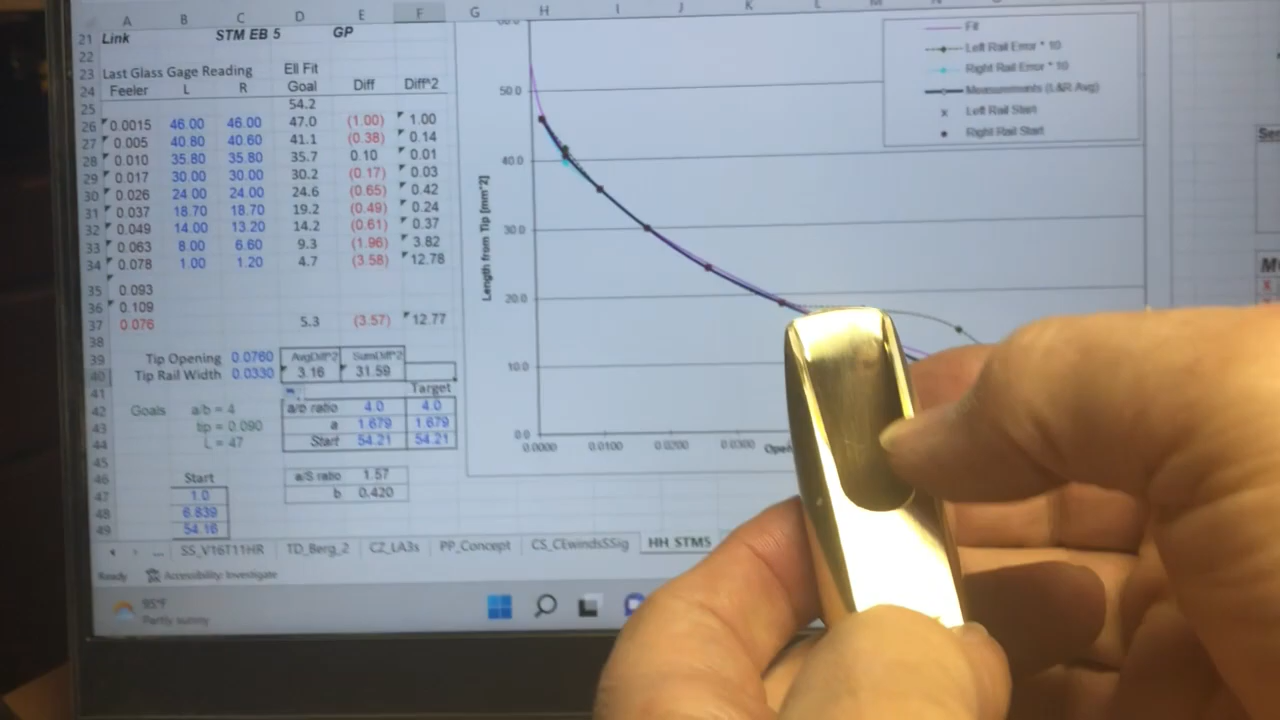 A B C D E F G H I J K L
21 Link STM EB 5 GP
22
23 Last Glass Gage Reading Ell Fit
24 Feeler L R Goal Diff Diff^2
25 54.2
26 0.0015 46.00 46.00 47.0 (1.00) 1.00
27 0.005 40.80 40.60 41.1 (0.38) 0.14
28 0.010 35.80 35.80 35.7 0.10 0.01
29 0.017 30.00 30.00 30.2 (0.17) 0.03
30 0.026 24.00 24.00 24.6 (0.65) 0.42
31 0.037 18.70 18.70 19.2 (0.49) 0.24
32 0.049 14.00 13.20 14.2 (0.61) 0.37
33 0.063 8.00 6.60 9.3 (1.96) 3.82
34 0.078 1.00 1.20 4.7 (3.58) 12.78
35 0.093
36 0.109
37 0.076 5.3 (3.57) 12.77
38
39 Tip Opening 0.0760 AvgDiff^2 SumDiff^2
40 Tip Rail Width 0.0330 3.16 31.59
41 Target
42 Goals a/b = 4 a/b ratio 4.0 4.0
43 tip = 0.090 a 1.679 1.679
44 L = 47 Start 54.21 54.21
45
46 Start a/S ratio 1.57
47 1.0 b 0.420
48 6.839
49 54.16
Fit
Left Rail Error * 10
Right Rail Error * 10
Measurements (L&R Avg)
Left Rail Start
Right Rail Start
Length from Tip [mm*2]
50.0
40.0
30.0
20.0
10.0
0.0
0.0000 0.0100 0.0200 0.0300
... SS_V16T11HR TD_Berg_2 CZ_LA3s PP_Concept CS_CEwindsSSig HH_STM5
Ready Accessibility: Investigate
95°F
Partly sunny